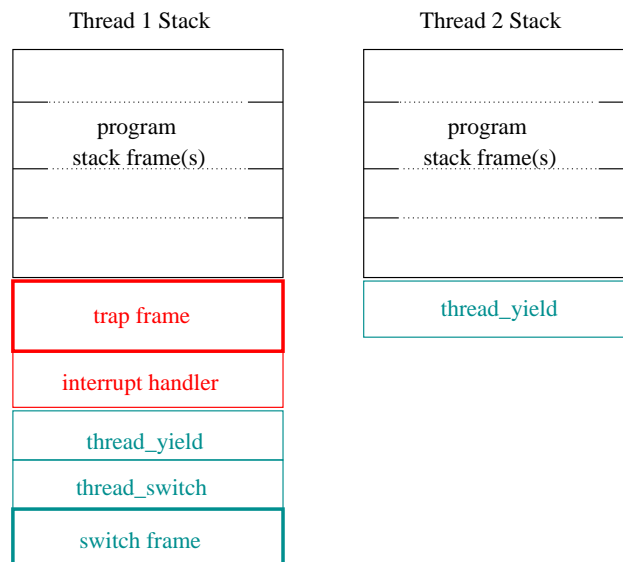 Thread 1 Stack
program
stack frame(s)
trap frame
interrupt handler
thread_yield
thread_switch
switch frame
Thread 2 Stack
program
stack frame(s)
thread_yield